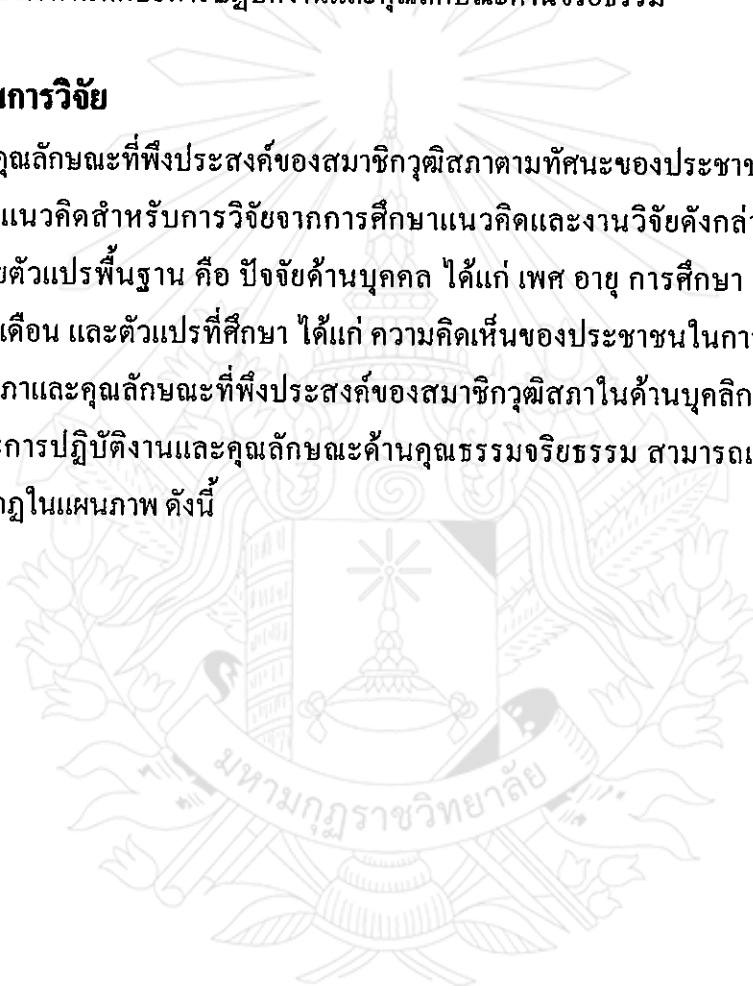 นการวิจัย
คุณลักษณะที่พึงประสงค์ของสมาชิกวุฒิสภาตามทัศนะของประชาช
แนวคิดสำหรับการวิจัยจากการศึกษาแนวคิดและงานวิจัยดังกล่า
ยตัวแปรพื้นฐาน คือ ปัจจัยด้านบุคคล ได้แก่ เพศ อายุ การศึกษา
เดือน และตัวแปรที่ศึกษา ได้แก่ ความคิดเห็นของประชาชนในกา
ภาและคุณลักษณะที่พึงประสงค์ของสมาชิกวุฒิสภาในด้านบุคลิก
ะการปฏิบัติงานและคุณลักษณะด้านคุณธรรมจริยธรรม สามารถเ
าฏในแผนภาพ ดังนี้
มหามกุฏราชวิทยาลัย